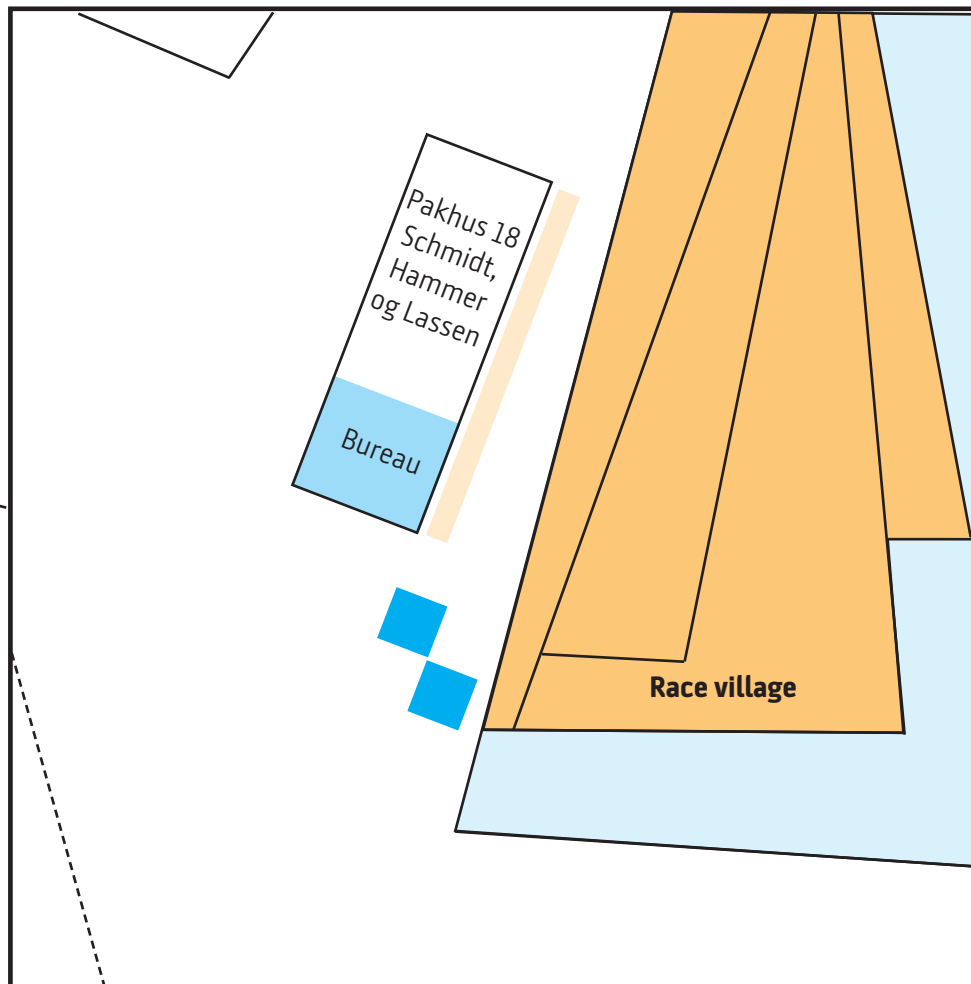 Pakhus 18
Schmidt,
Hammer
og Lassen
Bureau
Race village